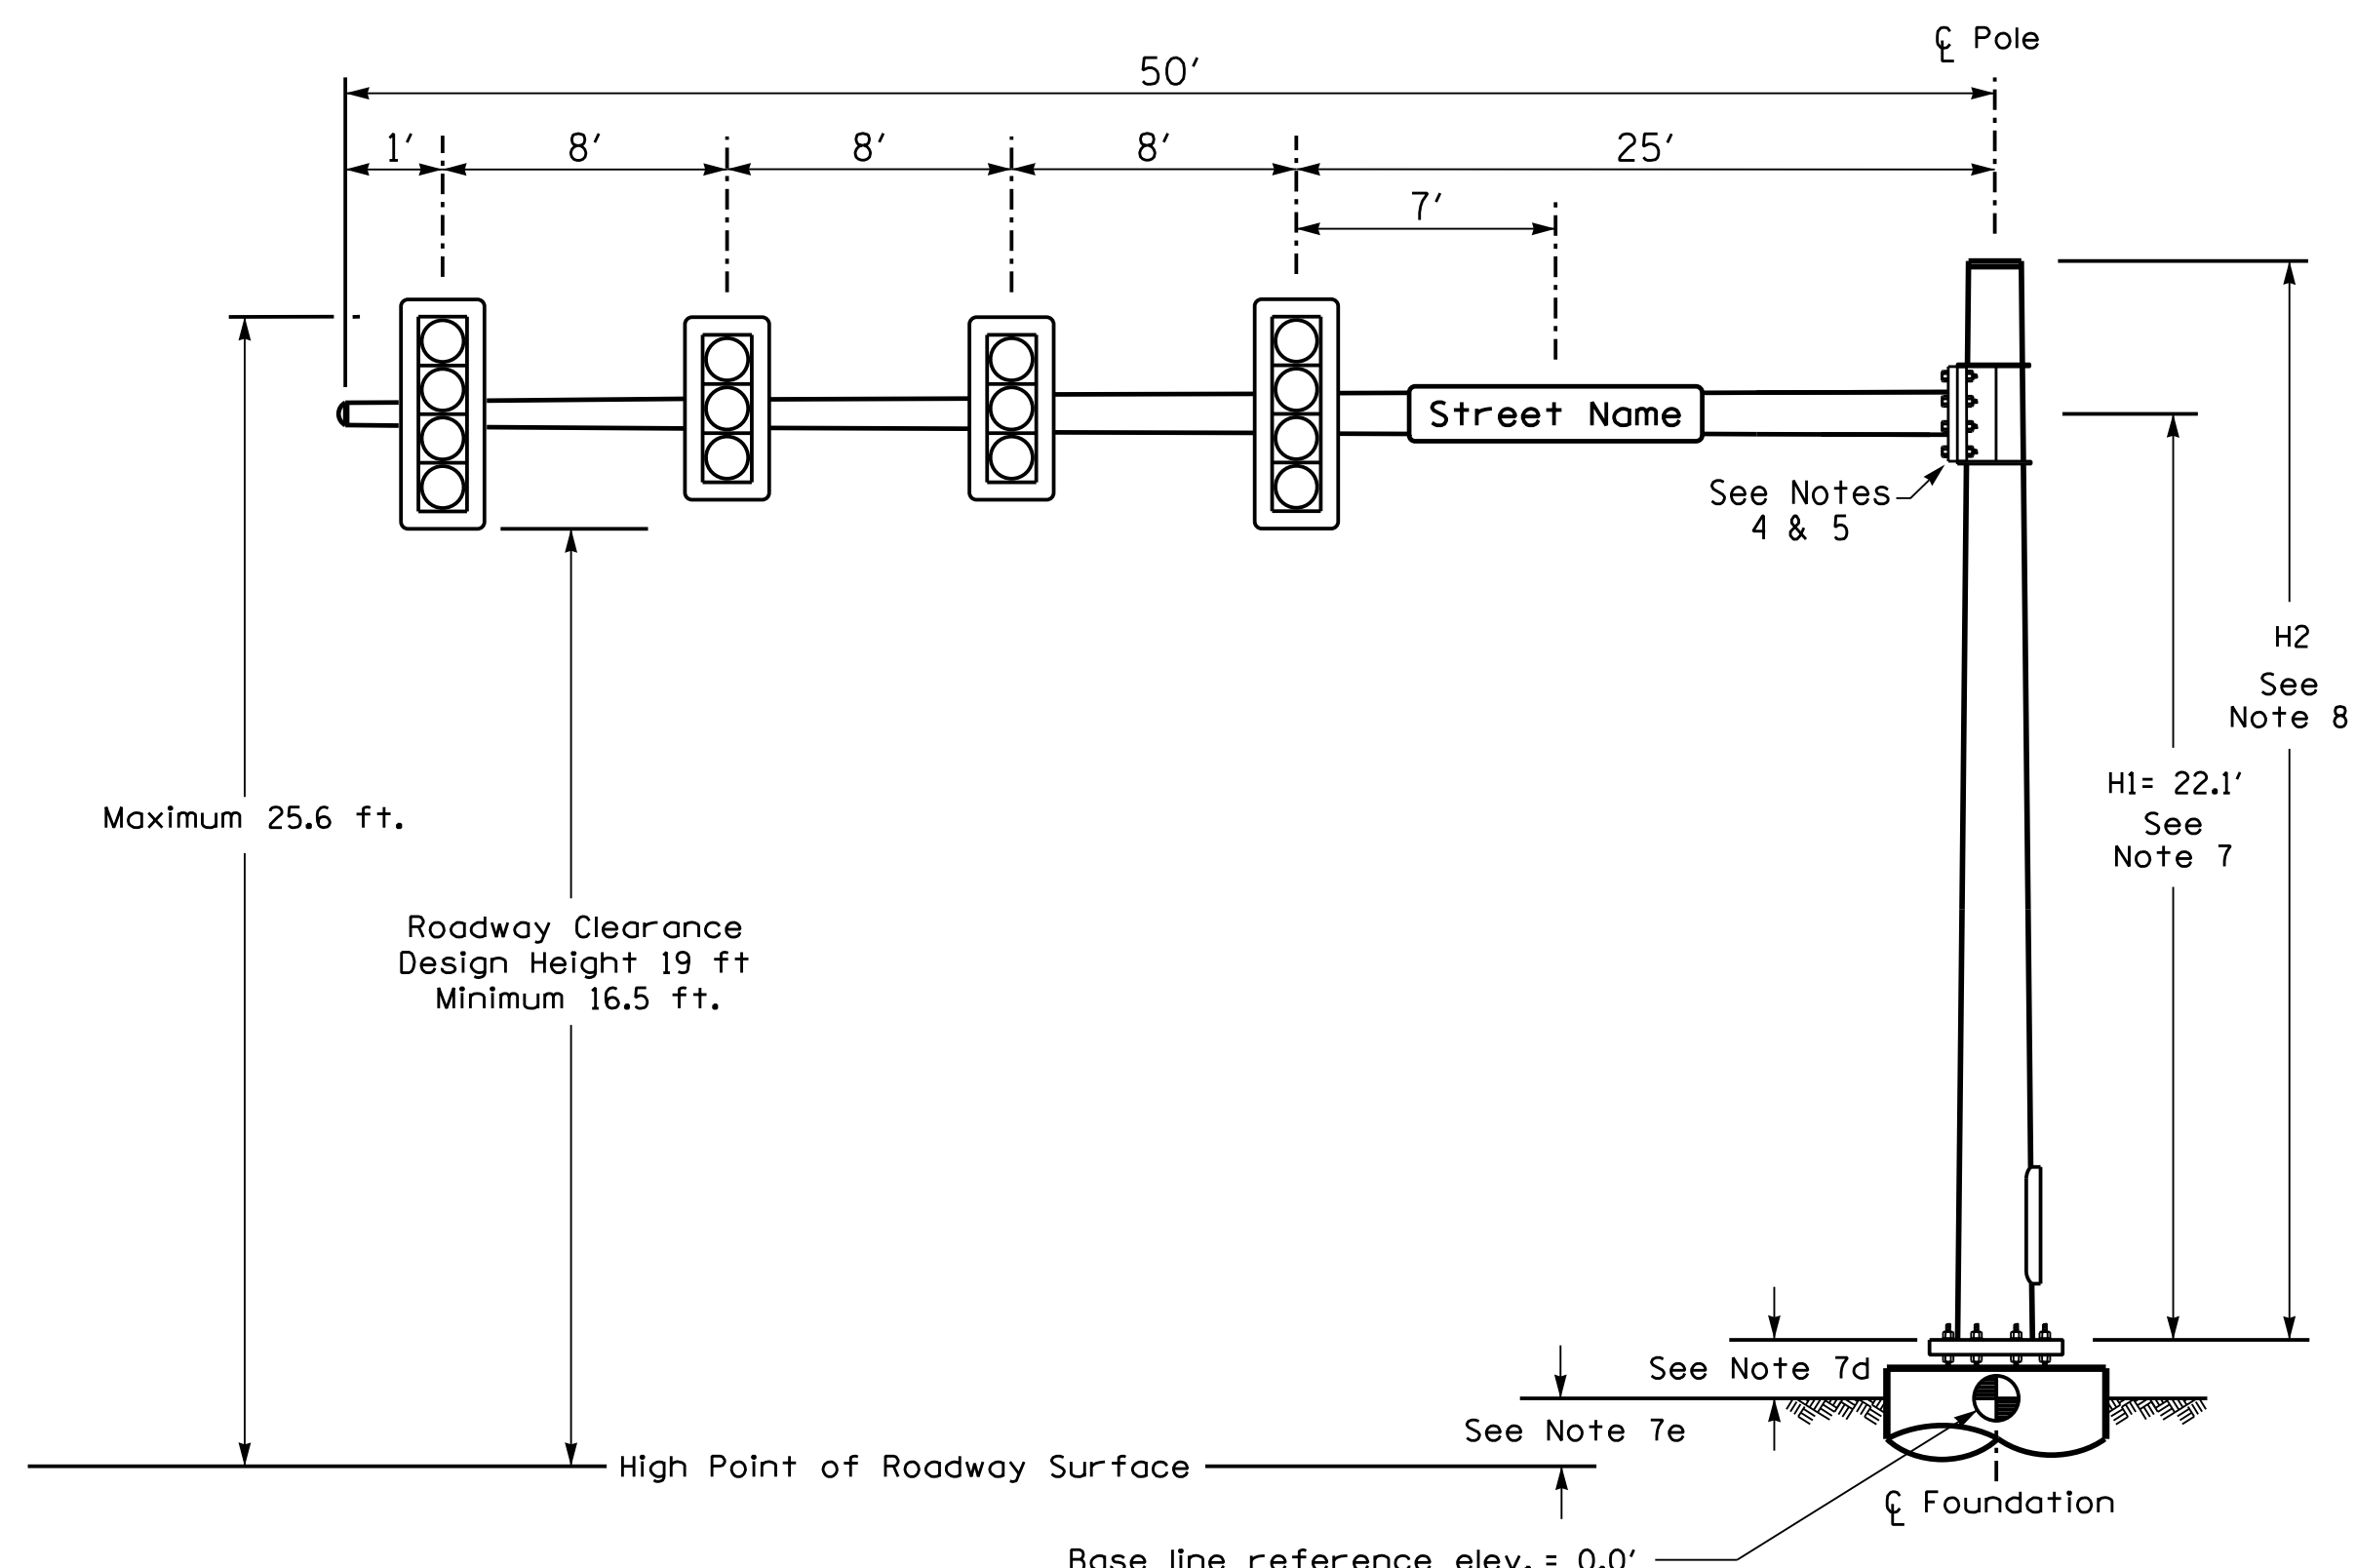 ℄ Pole
50'
1' 8' 8' 8' 25'
7'
Street Name
See Notes
4 & 5
H2
See
Note 8
H1= 22.1'
See
Note 7
Maximum 25.6 ft.
Roadway Clearance
Design Height 19 ft
Minimum 16.5 ft.
See Note 7d
See Note 7e
High Point of Roadway Surface
℄ Foundation
Base line reference elev. = 0.0'